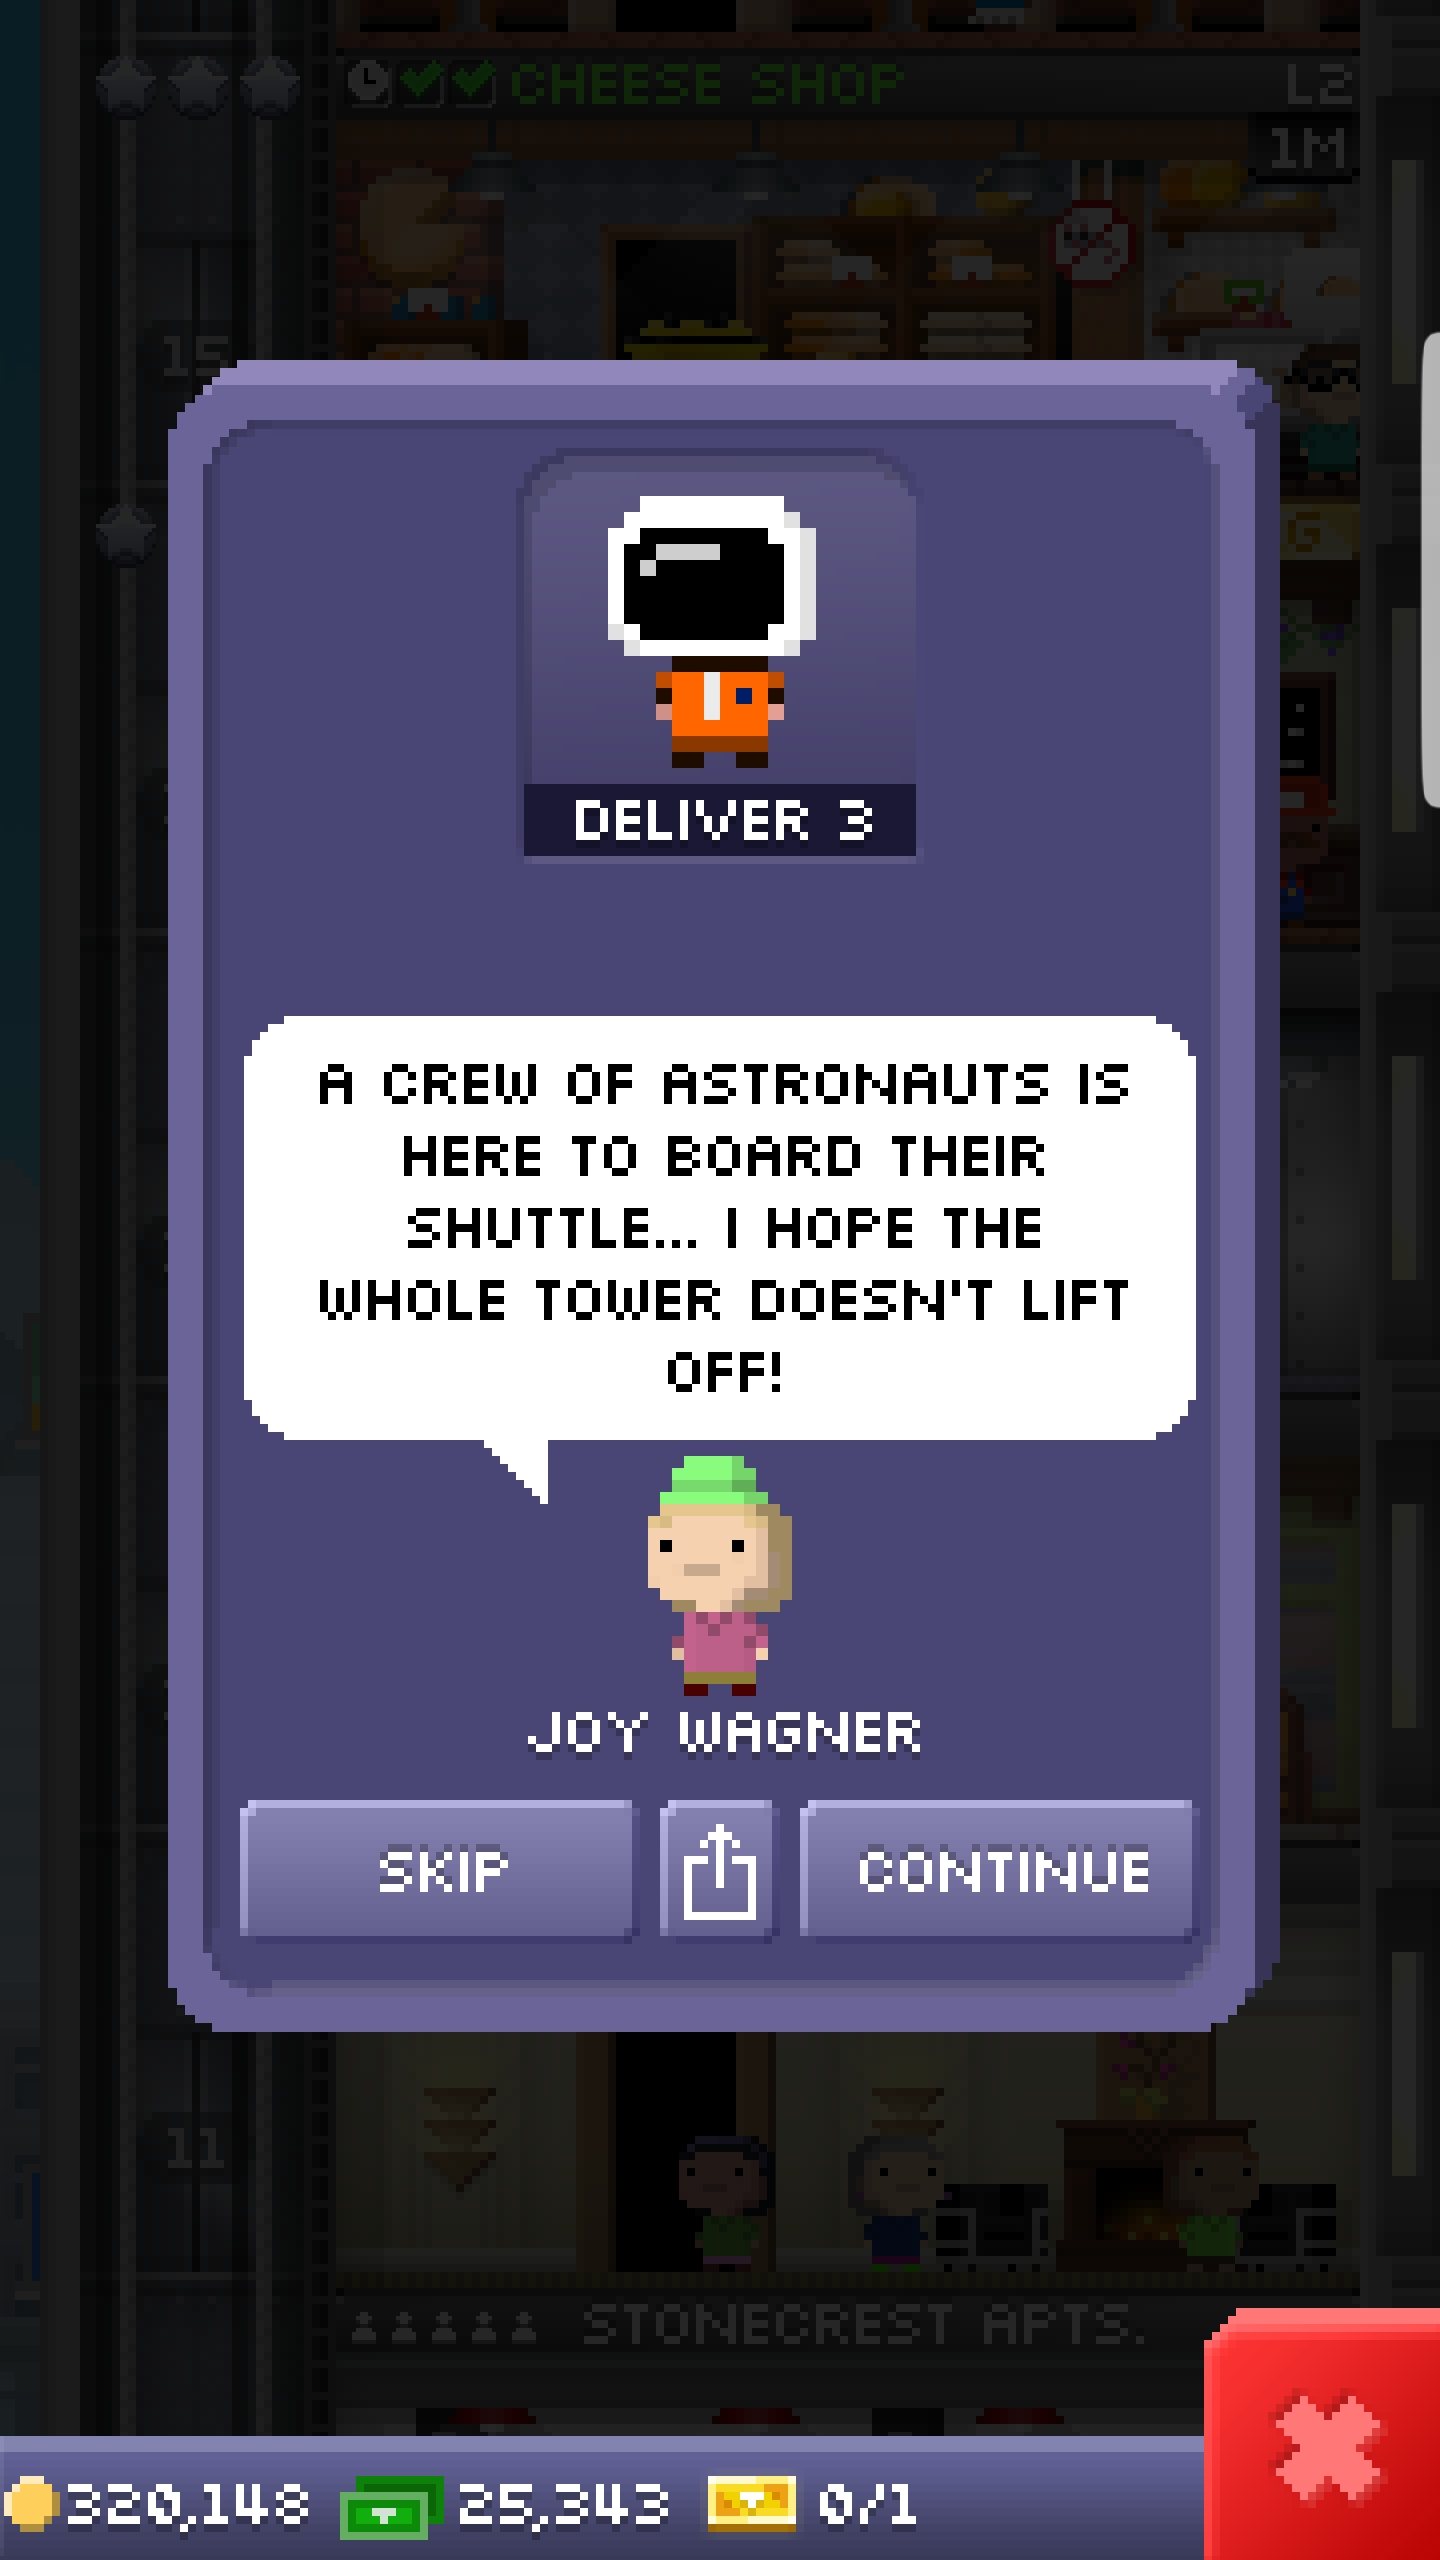 CHEESE SHOP
L2
1M
15
G
DELIVER 3
A CREW OF ASTRONAUTS IS
HERE TO BOARD THEIR
SHUTTLE... I HOPE THE
WHOLE TOWER DOESN'T LIFT
OFF!
JOY WAGNER
SKIP
CONTINUE
11
STONECREST APTS.
320,148
25,343
0/1